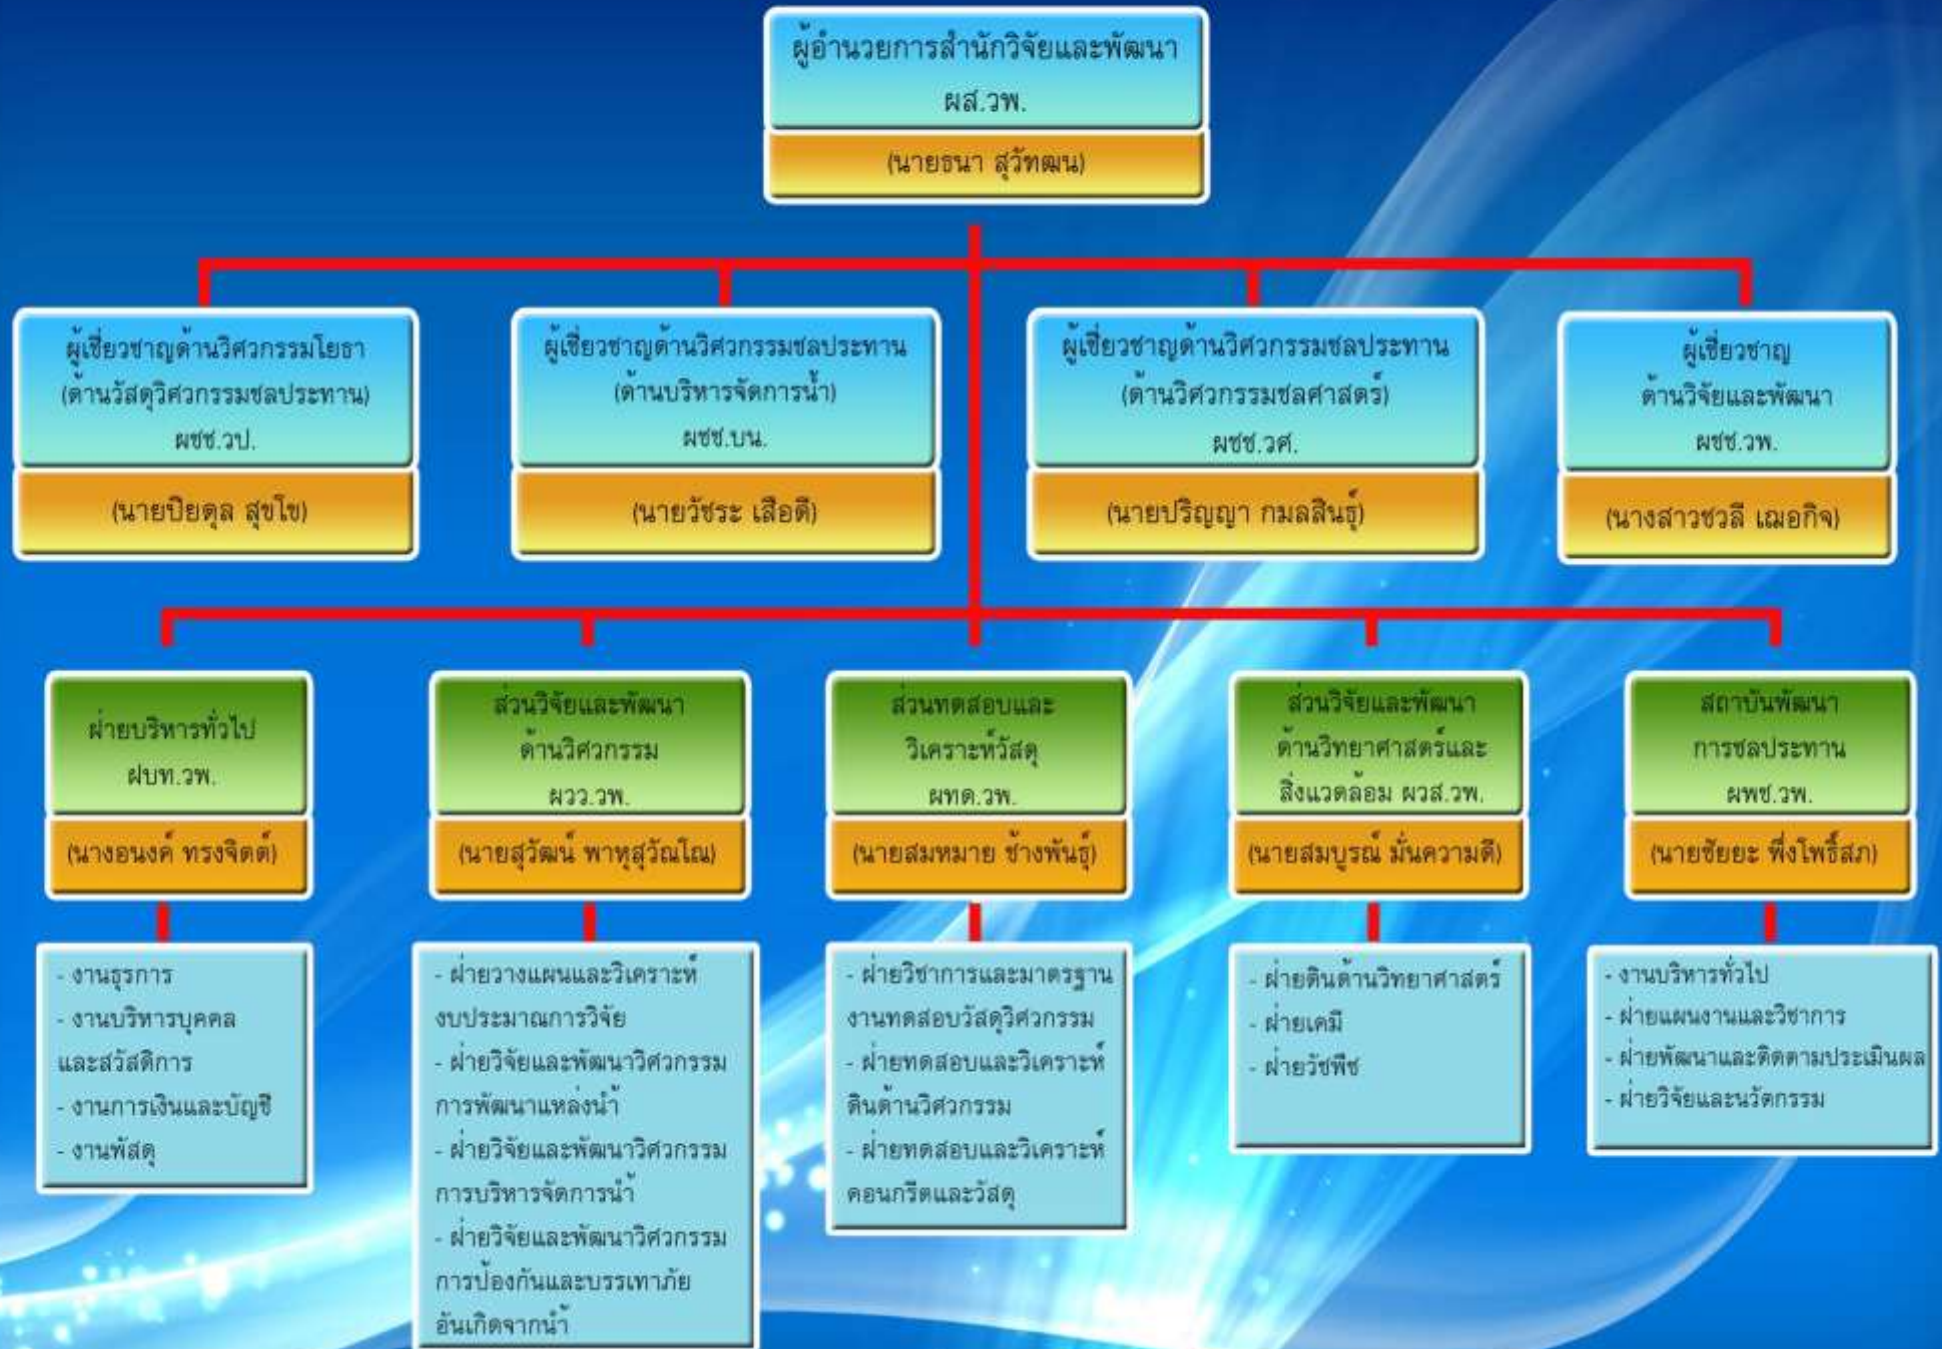 ผู้อำนวยการสำนักวิจัยและพัฒนา
ผส.วพ.
(นายธนา สุวัฑฒน)
ผู้เชี่ยวชาญด้านวิศวกรรมโยธา
(ด้านวัสดุวิศวกรรมชลประทาน)
ผชช.วป.
(นายปิยดุล สุขโข)
ผู้เชี่ยวชาญด้านวิศวกรรมชลประทาน
(ด้านบริหารจัดการน้ำ)
ผชช.บน.
(นายวัชระ เสือดี)
ผู้เชี่ยวชาญด้านวิศวกรรมชลประทาน
(ด้านวิศวกรรมชลศาสตร์)
ผชช.วศ.
(นายปริญญา กมลสินธุ์)
ผู้เชี่ยวชาญ
ด้านวิจัยและพัฒนา
ผชช.วพ.
(นางสาวชวลี เฌอกิจ)
ฝ่ายบริหารทั่วไป
ฝบท.วพ.
(นางอนงค์ ทรงจิตต์)
- งานธุรการ
- งานบริหารบุคคล
และสวัสดิการ
- งานการเงินและบัญชี
- งานพัสดุ
ส่วนวิจัยและพัฒนา
ด้านวิศวกรรม
ผวว.วพ.
(นายสุวัฒน์ พาหุสุวัณโณ)
- ฝ่ายวางแผนและวิเคราะห์
งบประมาณการวิจัย
- ฝ่ายวิจัยและพัฒนาวิศวกรรม
การพัฒนาแหล่งน้ำ
- ฝ่ายวิจัยและพัฒนาวิศวกรรม
การบริหารจัดการน้ำ
- ฝ่ายวิจัยและพัฒนาวิศวกรรม
การป้องกันและบรรเทาภัย
อันเกิดจากน้ำ
ส่วนทดสอบและ
วิเคราะห์วัสดุ
ผทด.วพ.
(นายสมหมาย ช้างพันธุ์)
- ฝ่ายวิชาการและมาตรฐาน
งานทดสอบวัสดุวิศวกรรม
- ฝ่ายทดสอบและวิเคราะห์
ดินด้านวิศวกรรม
- ฝ่ายทดสอบและวิเคราะห์
คอนกรีตและวัสดุ
ส่วนวิจัยและพัฒนา
ด้านวิทยาศาสตร์และ
สิ่งแวดล้อม ผวส.วพ.
(นายสมบูรณ์ มั่นความดี)
- ฝ่ายดินด้านวิทยาศาสตร์
- ฝ่ายเคมี
- ฝ่ายวัชพืช
สถาบันพัฒนา
การชลประทาน
ผพช.วพ.
(นายชัยยะ พึ่งโพธิ์สภ)
- งานบริหารทั่วไป
- ฝ่ายแผนงานและวิชาการ
- ฝ่ายพัฒนาและติดตามประเมินผล
- ฝ่ายวิจัยและนวัตกรรม